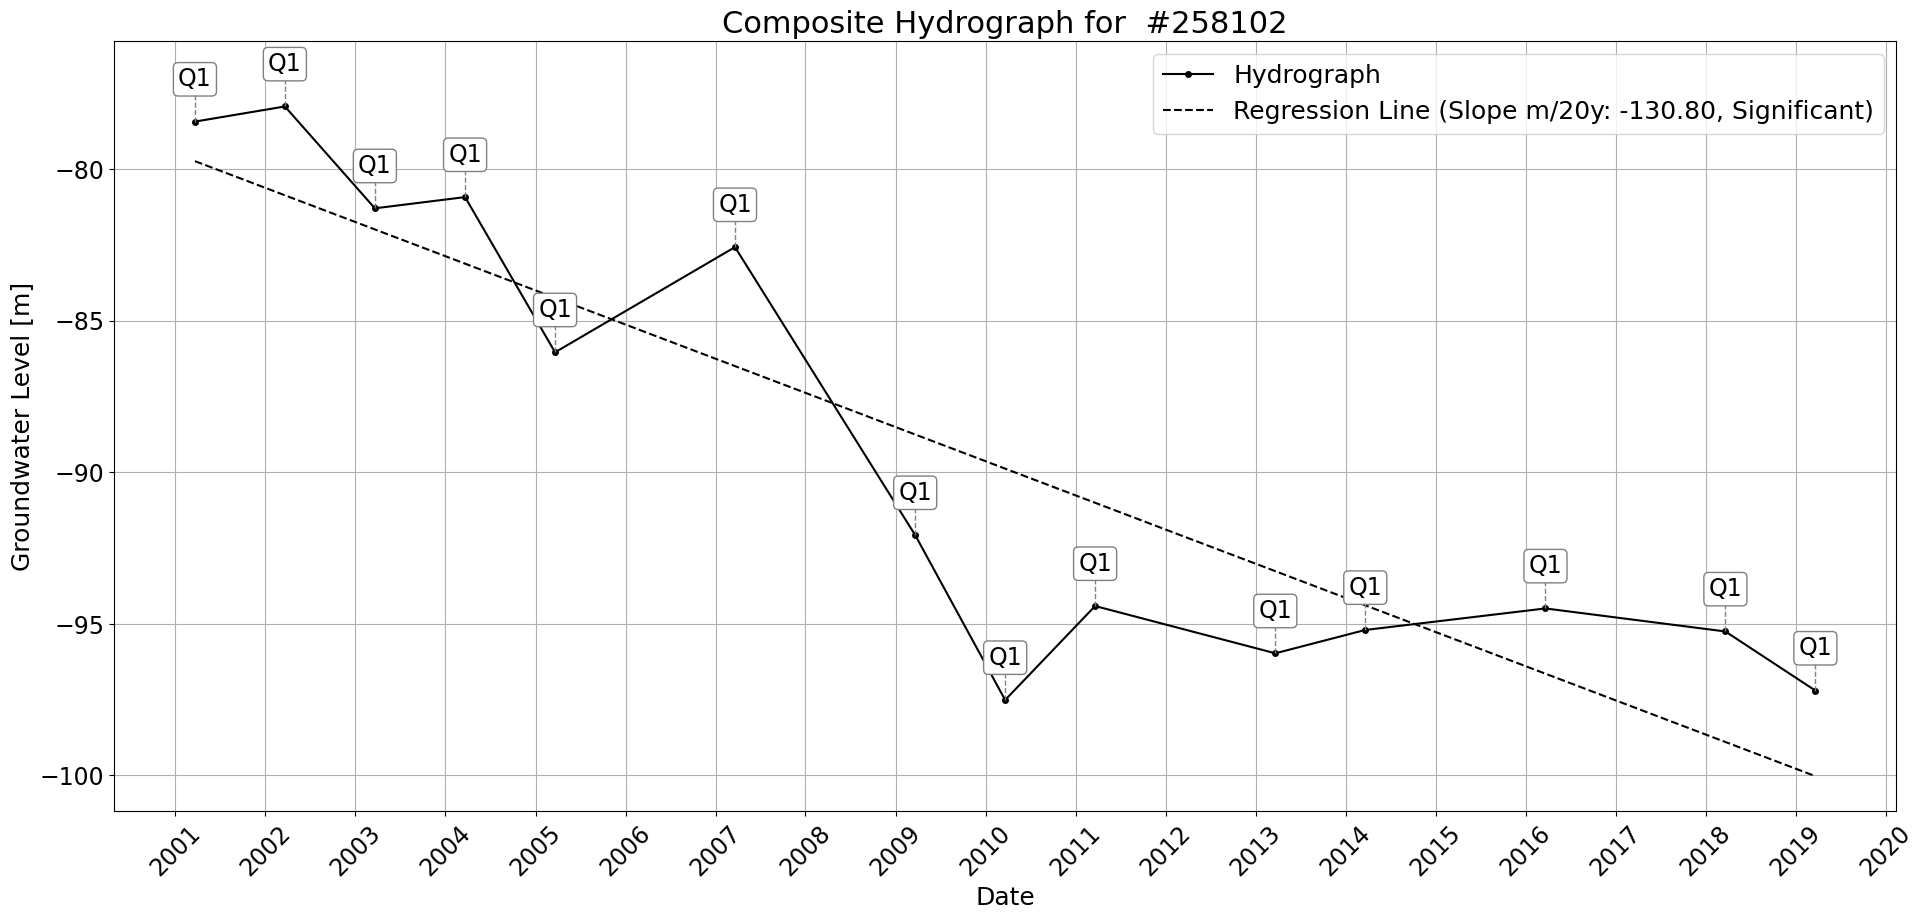 Composite Hydrograph for  #258102
Hydrograph
Regression Line (Slope m/20y: -130.80, Significant)
Q1
Q1
Q1
Q1
Q1
Q1
Q1
Q1
Q1
Q1
Q1
Q1
Q1
Q1
Groundwater Level [m]
−80
−85
−90
−95
−100
2001
2002
2003
2004
2005
2006
2007
2008
2009
2010
2011
2012
2013
2014
2015
2016
2017
2018
2019
2020
Date